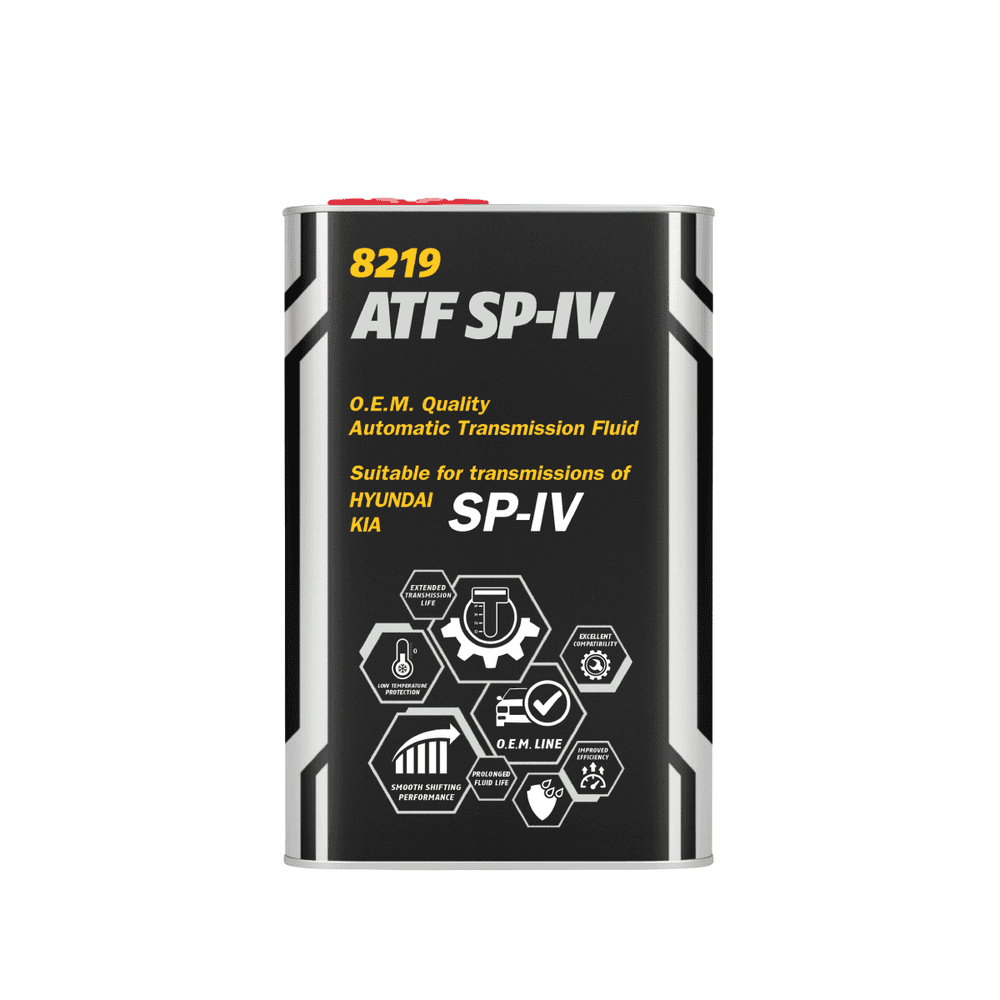 8219
ATF SP-IV
O.E.M. Quality
Automatic Transmission Fluid
Suitable for transmissions of
HYUNDAI
KIA
SP-IV
EXTENDED
TRANSMISSION
LIFE
EXCELLENT
COMPATIBILITY
LOW TEMPERATURE
PROTECTION
O.E.M. LINE
IMPROVED
EFFICIENCY
SMOOTH SHIFTING
PERFORMANCE
PROLONGED
FLUID LIFE